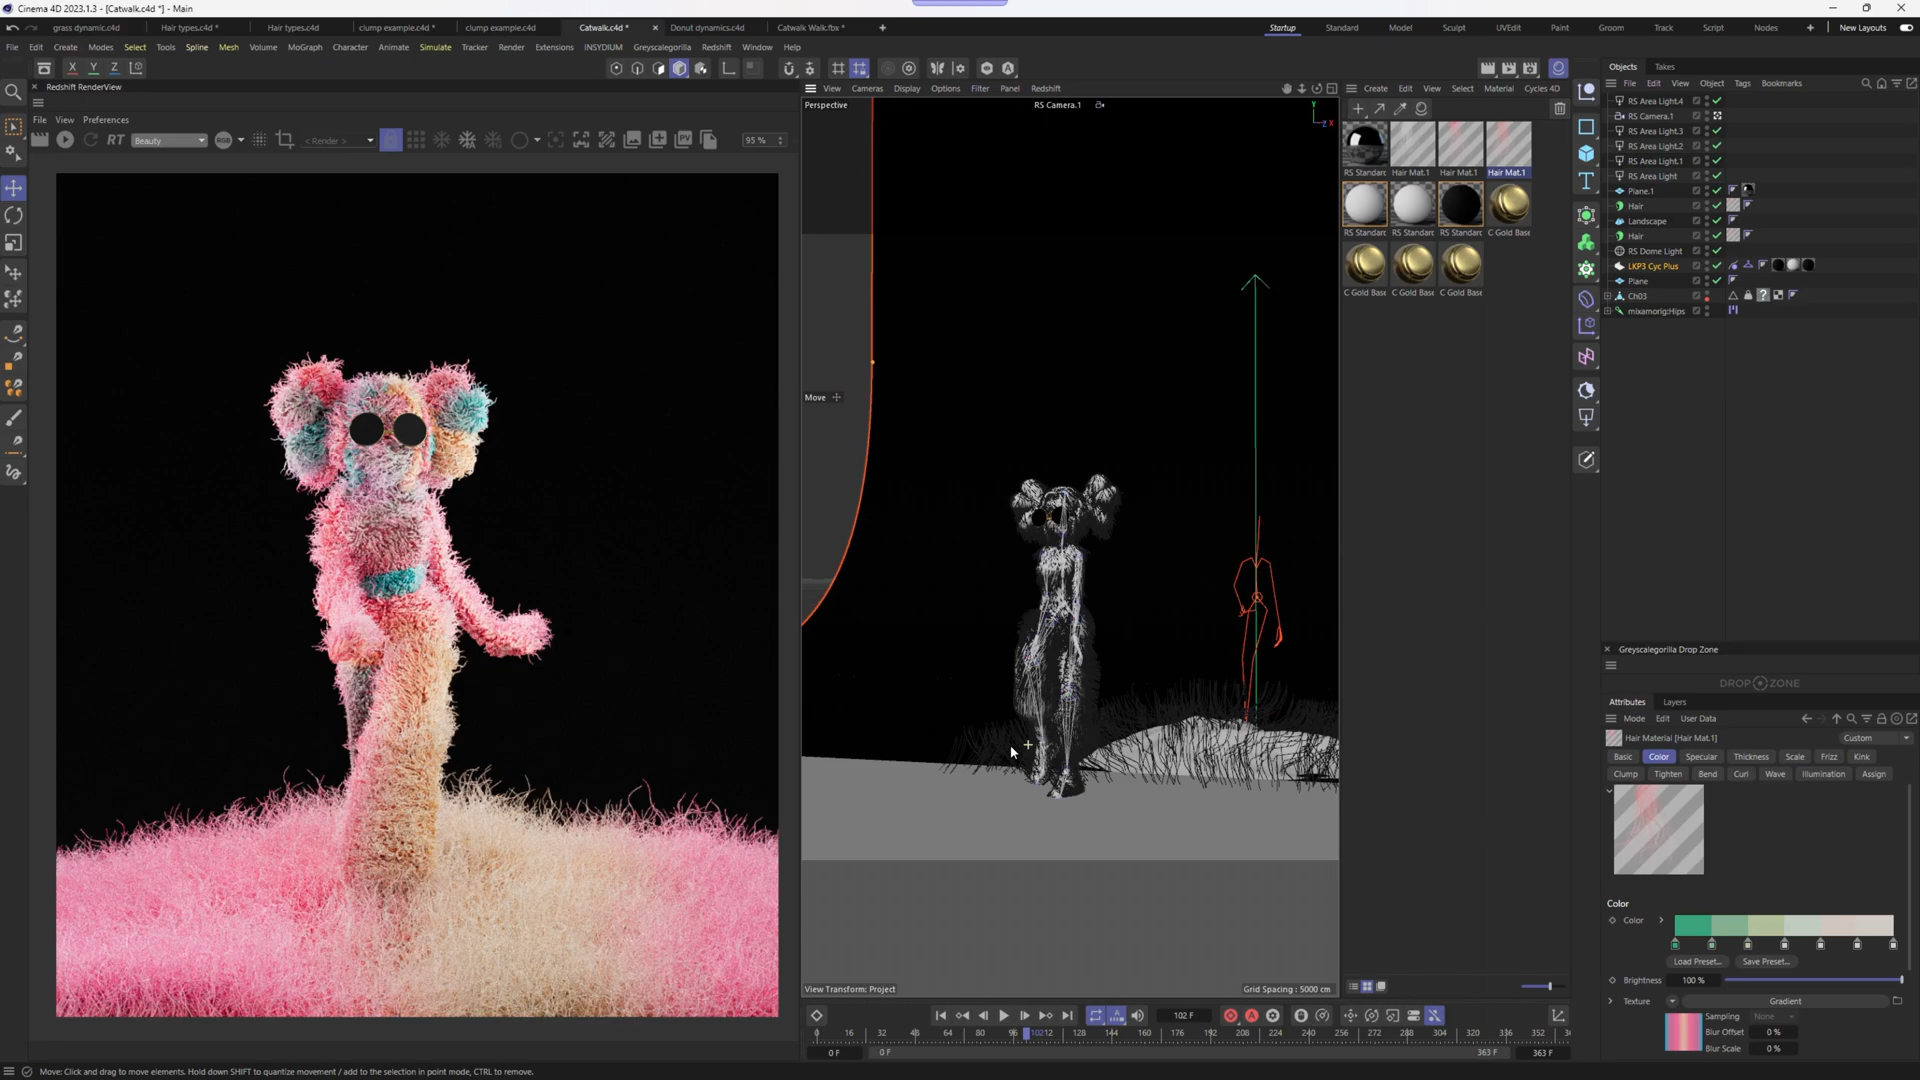 Cinema 4D 2023.1.3 - [Catwalk.c4d *] - Main
grass dynamic.c4d
Hair types.c4d *
Hair types.c4d
clump example.c4d *
clump example.c4d
Catwalk.c4d *
Donut dynamics.c4d
Catwalk Walk.fbx *
Startup
Standard
Model
Sculpt
UVEdit
Paint
Groom
Track
Script
Nodes
New Layouts
File Edit Create Modes Select Tools Spline Mesh Volume MoGraph Character Animate Simulate Tracker Render Extensions INSYDIUM Greyscalegorilla Redshift Window Help
X Y Z
Redshift RenderView
File View Preferences
RT
Beauty
RGB
< Render >
PV
95 %
View Cameras Display Options Filter Panel Redshift
Perspective
RS Camera.1
Y
Z X
Move
View Transform: Project
Grid Spacing : 5000 cm
Create Edit View Select Material Cycles 4D
RS Standarc
Hair Mat.1
Hair Mat.1
Hair Mat.1
RS Standarc
RS Standarc
RS Standarc
C Gold Base
C Gold Base
C Gold Base
C Gold Base
Objects
Takes
File Edit View Object Tags Bookmarks
RS Area Light.4
RS Camera.1
RS Area Light.3
RS Area Light.2
RS Area Light.1
RS Area Light
Plane.1
Hair
Landscape
Hair
RS Dome Light
LKP3 Cyc Plus
Plane
Ch03
mixamorig:Hips
Greyscalegorilla Drop Zone
DROP ZONE
Attributes
Layers
Mode Edit User Data
Hair Material [Hair Mat.1]
Custom
Basic Color Specular Thickness Scale Frizz Kink
Clump Tighten Bend Curl Wave Illumination Assign
Color
Color
Load Preset...
Save Preset...
Brightness
100 %
Texture
Gradient
Sampling
None
Blur Offset
0 %
Blur Scale
0 %
102 F
0 16 32 48 64 80 96 10212 128 144 160 176 192 208 224 240 256 272 288 304 320 336 352
0 F
0 F
363 F
363 F
Move: Click and drag to move elements. Hold down SHIFT to quantize movement / add to the selection in point mode, CTRL to remove.